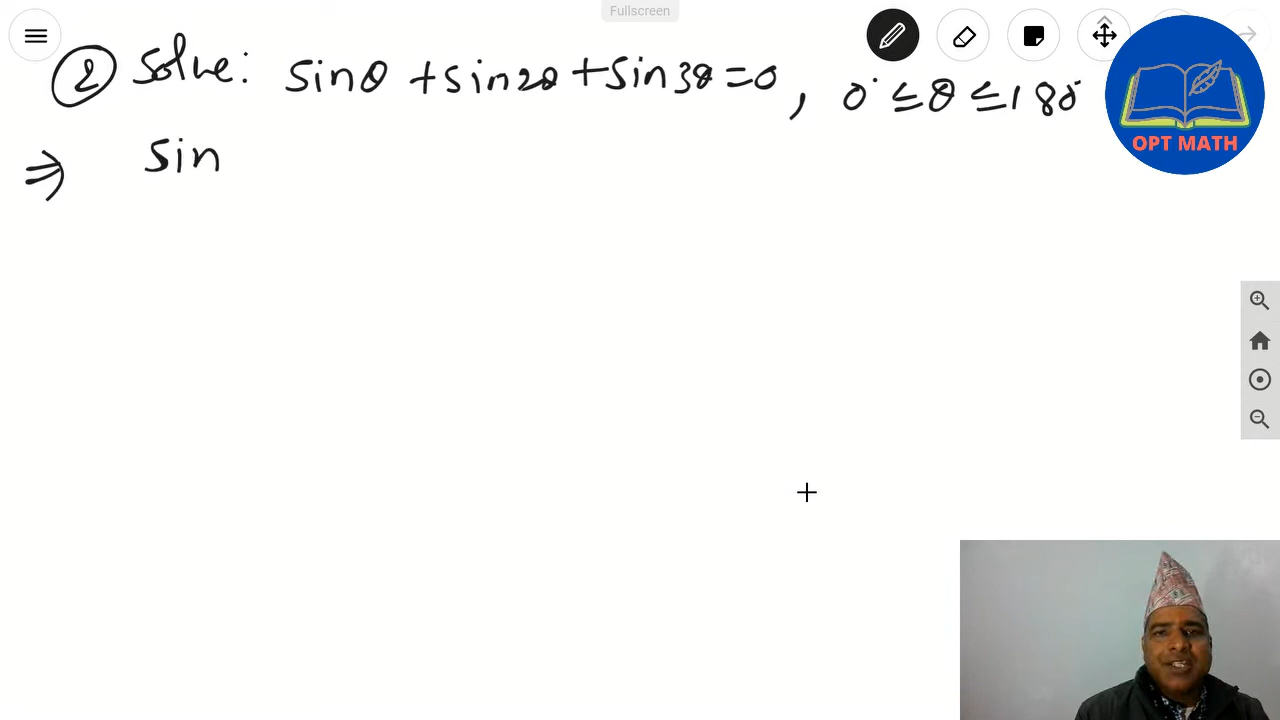 Fullscreen
② Solve: sinθ + sin2θ + sin3θ = 0, 0° ≤ θ ≤ 180°
⇒ sin
OPT MATH